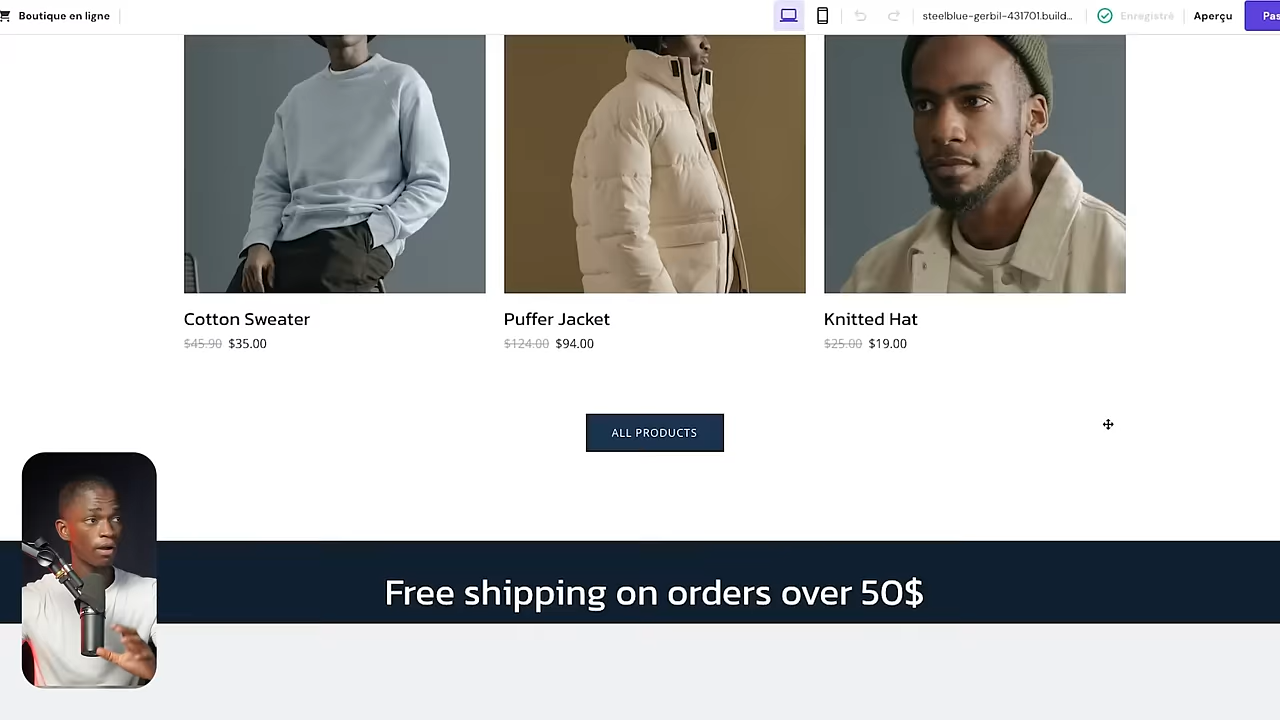 Boutique en ligne
steelblue-gerbil-431701.build...
Enregistré
Aperçu
Pas
Cotton Sweater
$45.90 $35.00
Puffer Jacket
$124.00 $94.00
Knitted Hat
$25.00 $19.00
ALL PRODUCTS
Free shipping on orders over 50$